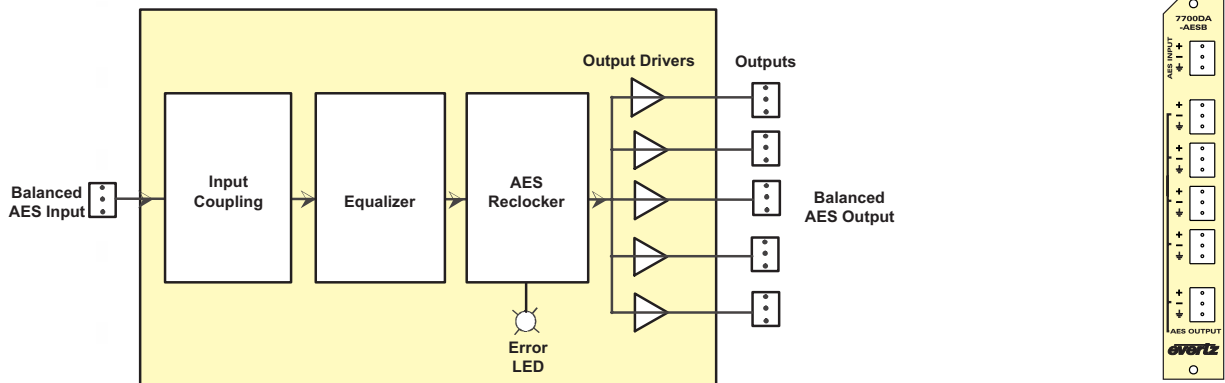 Output Drivers
Outputs
Balanced
AES Input
Input
Coupling
Equalizer
AES
Reclocker
Balanced
AES Output
Error
LED
7700DA
-AESB
AES INPUT
+
−
+
−
+
−
+
−
+
−
+
−
AES OUTPUT
evertz